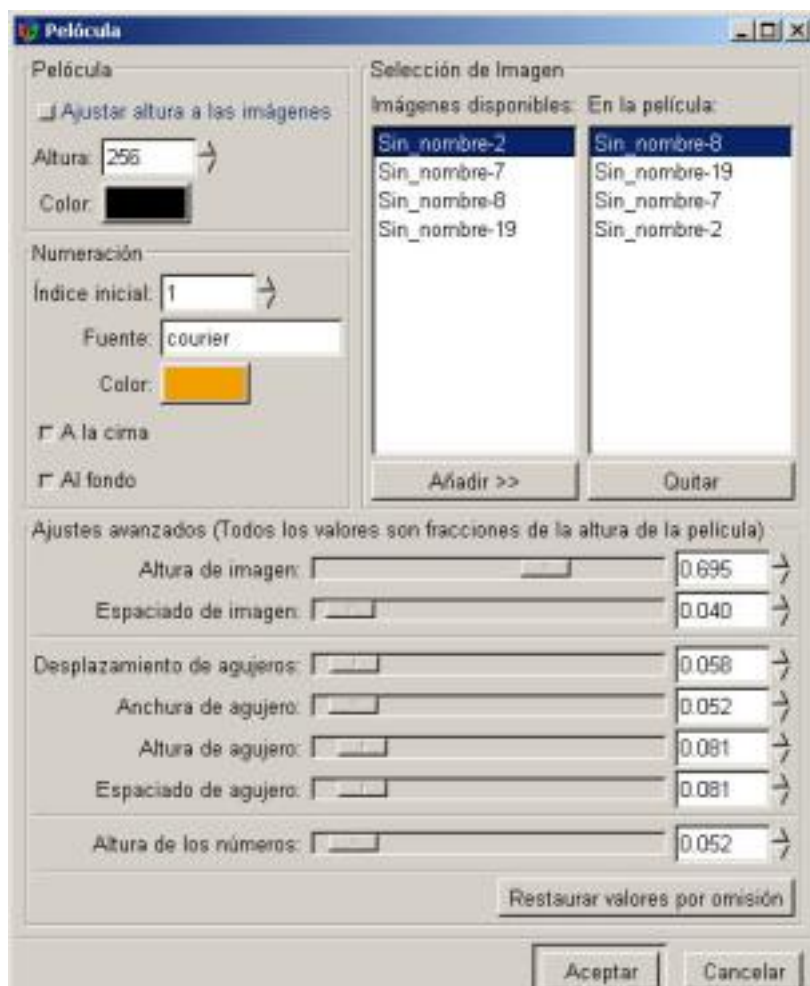 Pelócula
Pelócula
Ajustar altura a las imágenes
Altura: 256
Color:
Numeración
Índice inicial: 1
Fuente: courier
Color:
A la cima
Al fondo
Selección de Imagen
Imágenes disponibles: En la película:
Sin_nombre-2 Sin_nombre-8
Sin_nombre-7 Sin_nombre-19
Sin_nombre-8 Sin_nombre-7
Sin_nombre-19 Sin_nombre-2
Añadir >> Quitar
Ajustes avanzados (Todos los valores son fracciones de la altura de la película)
Altura de imagen: 0.695
Espaciado de imagen: 0.040
Desplazamiento de agujeros: 0.058
Anchura de agujero: 0.052
Altura de agujero: 0.081
Espaciado de agujero: 0.081
Altura de los números: 0.052
Restaurar valores por omisión
Aceptar Cancelar